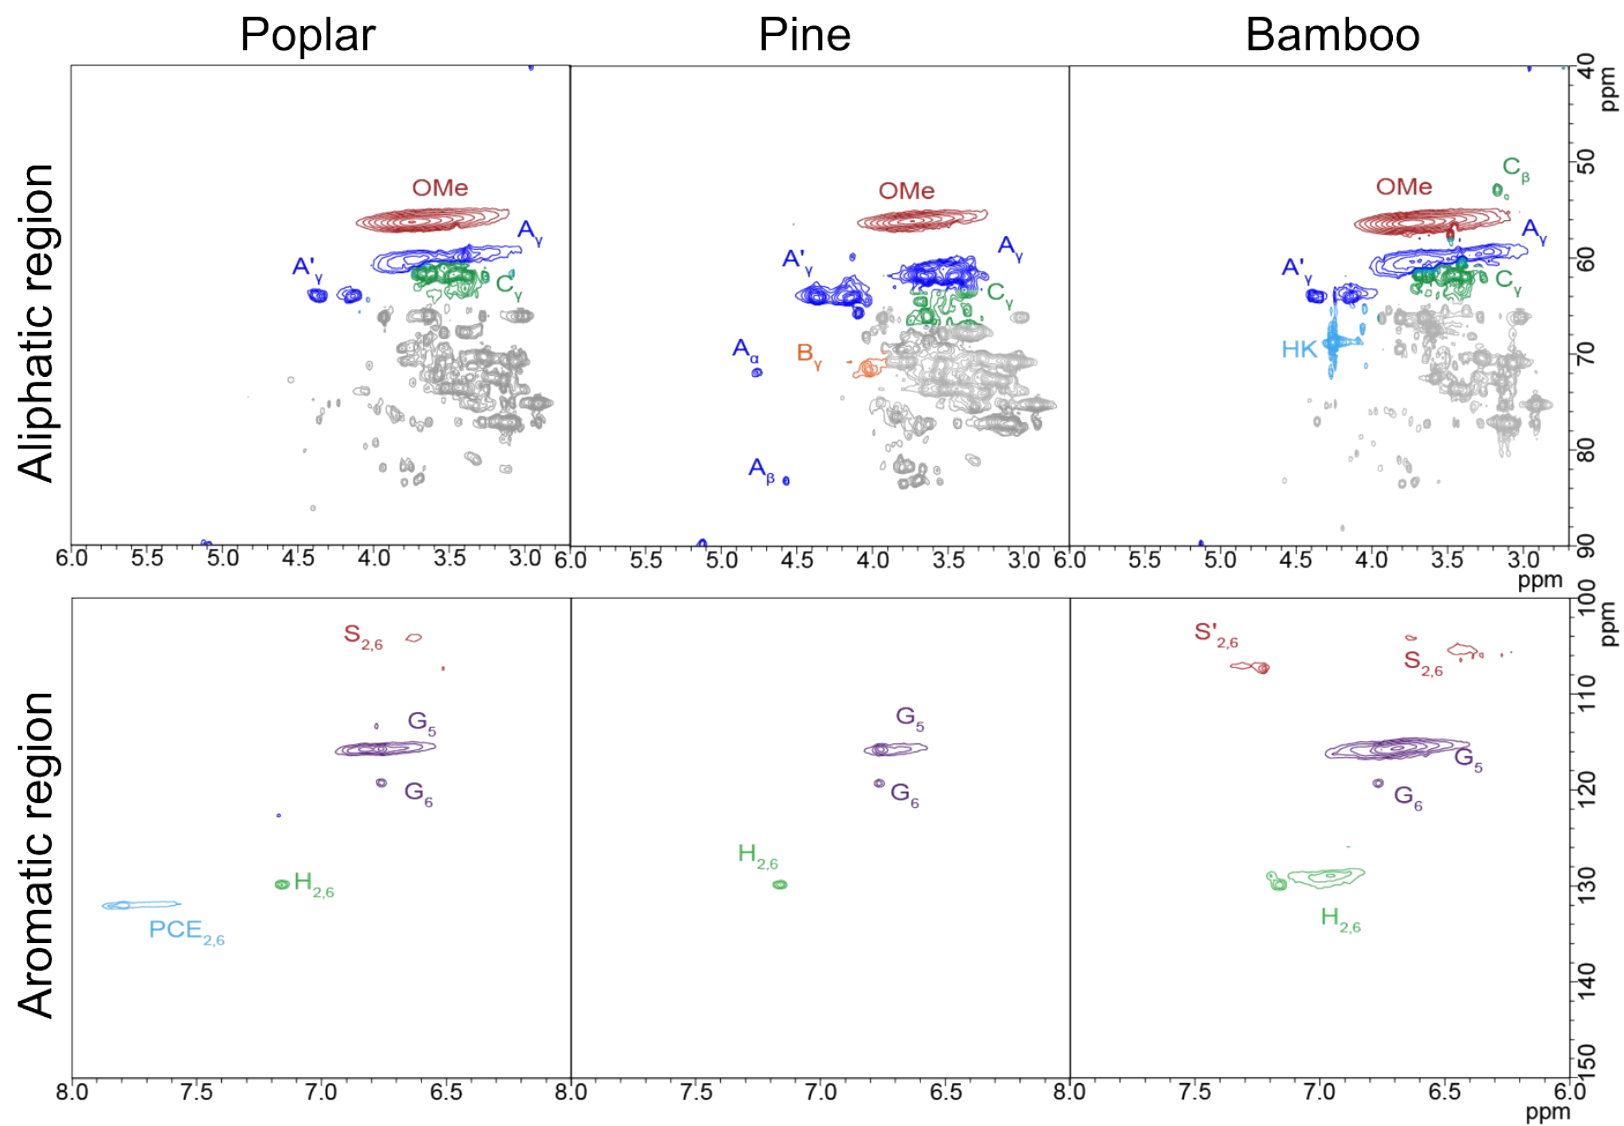 Poplar Pine Bamboo
Aliphatic region
OMe
Aγ
A'γ
Cγ
OMe
A'γ
Aγ
Cγ
Aα
Bγ
Aβ
Cβ
OMe
Aγ
A'γ
Cγ
HK
40
50
60
70
80
90
ppm
6.0 5.5 5.0 4.5 4.0 3.5 3.0 6.0 5.5 5.0 4.5 4.0 3.5 3.0 6.0 5.5 5.0 4.5 4.0 3.5 3.0
ppm
Aromatic region
S2,6
G5
G6
H2,6
PCE2,6
G5
G6
H2,6
S'2,6
S2,6
G5
G6
H2,6
100
110
120
130
140
150
ppm
8.0 7.5 7.0 6.5 8.0 7.5 7.0 6.5 8.0 7.5 7.0 6.5 6.0
ppm